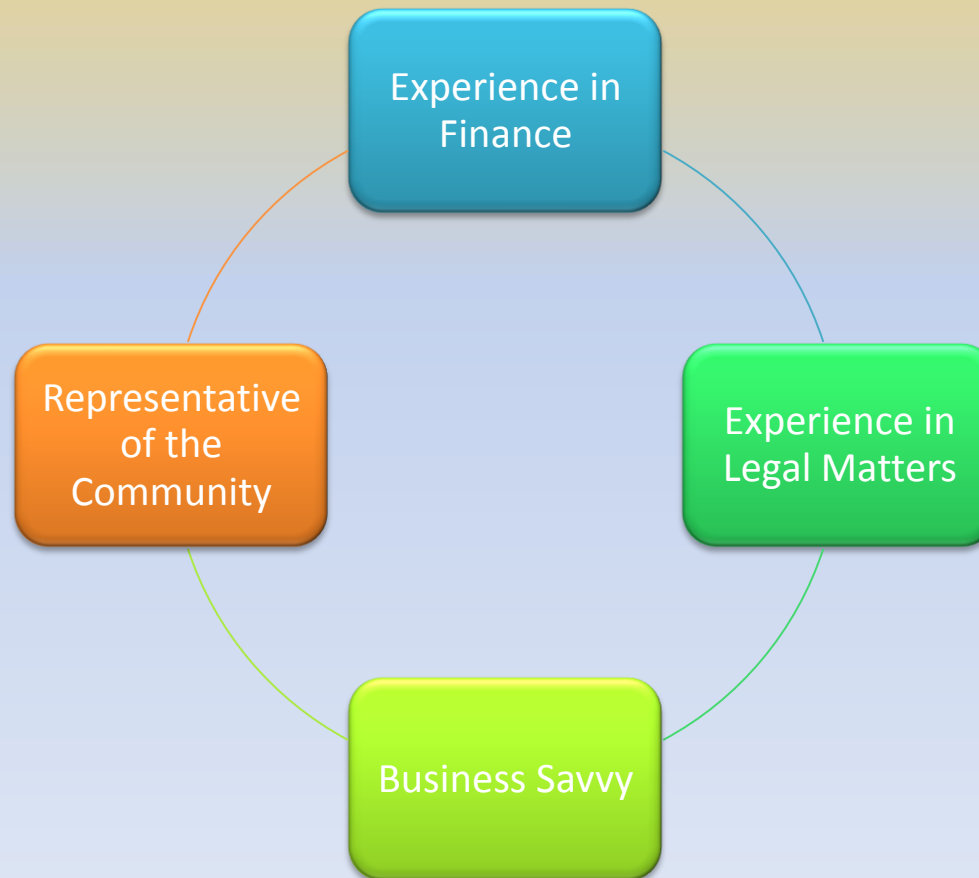 Experience in
Finance
Representative
of the
Community
Experience in
Legal Matters
Business Savvy